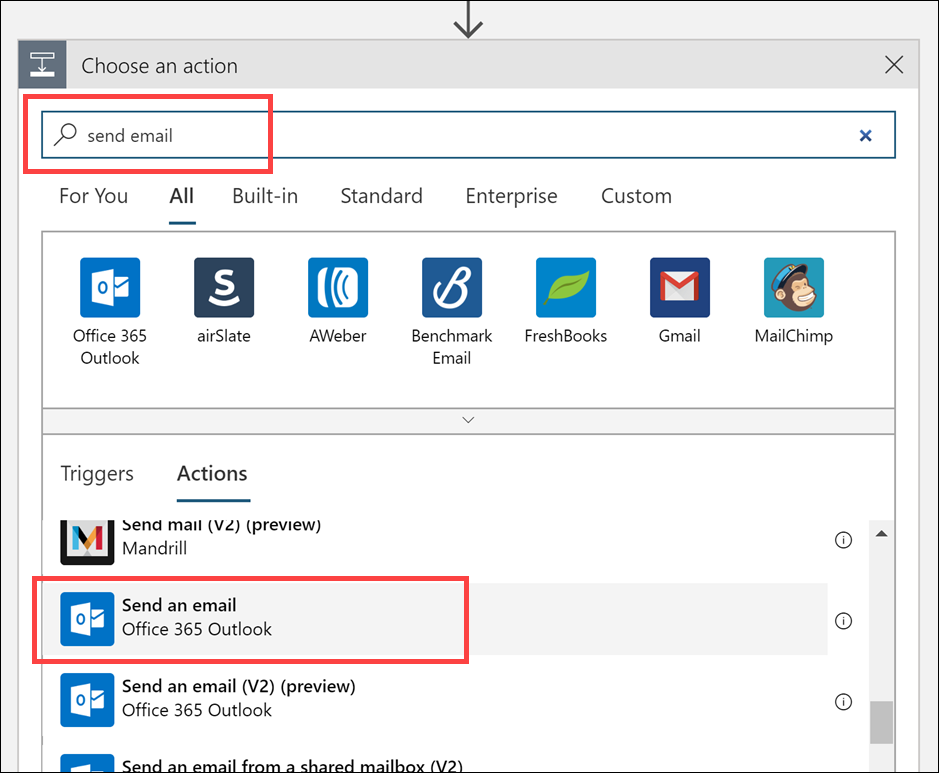 Choose an action
send email
For You All Built-in Standard Enterprise Custom
Office 365
Outlook
airSlate
AWeber
Benchmark
Email
FreshBooks
Gmail
MailChimp
Triggers Actions
Send mail (V2) (preview)
Mandrill
Send an email
Office 365 Outlook
Send an email (V2) (preview)
Office 365 Outlook
Send an email from a shared mailbox (V2)